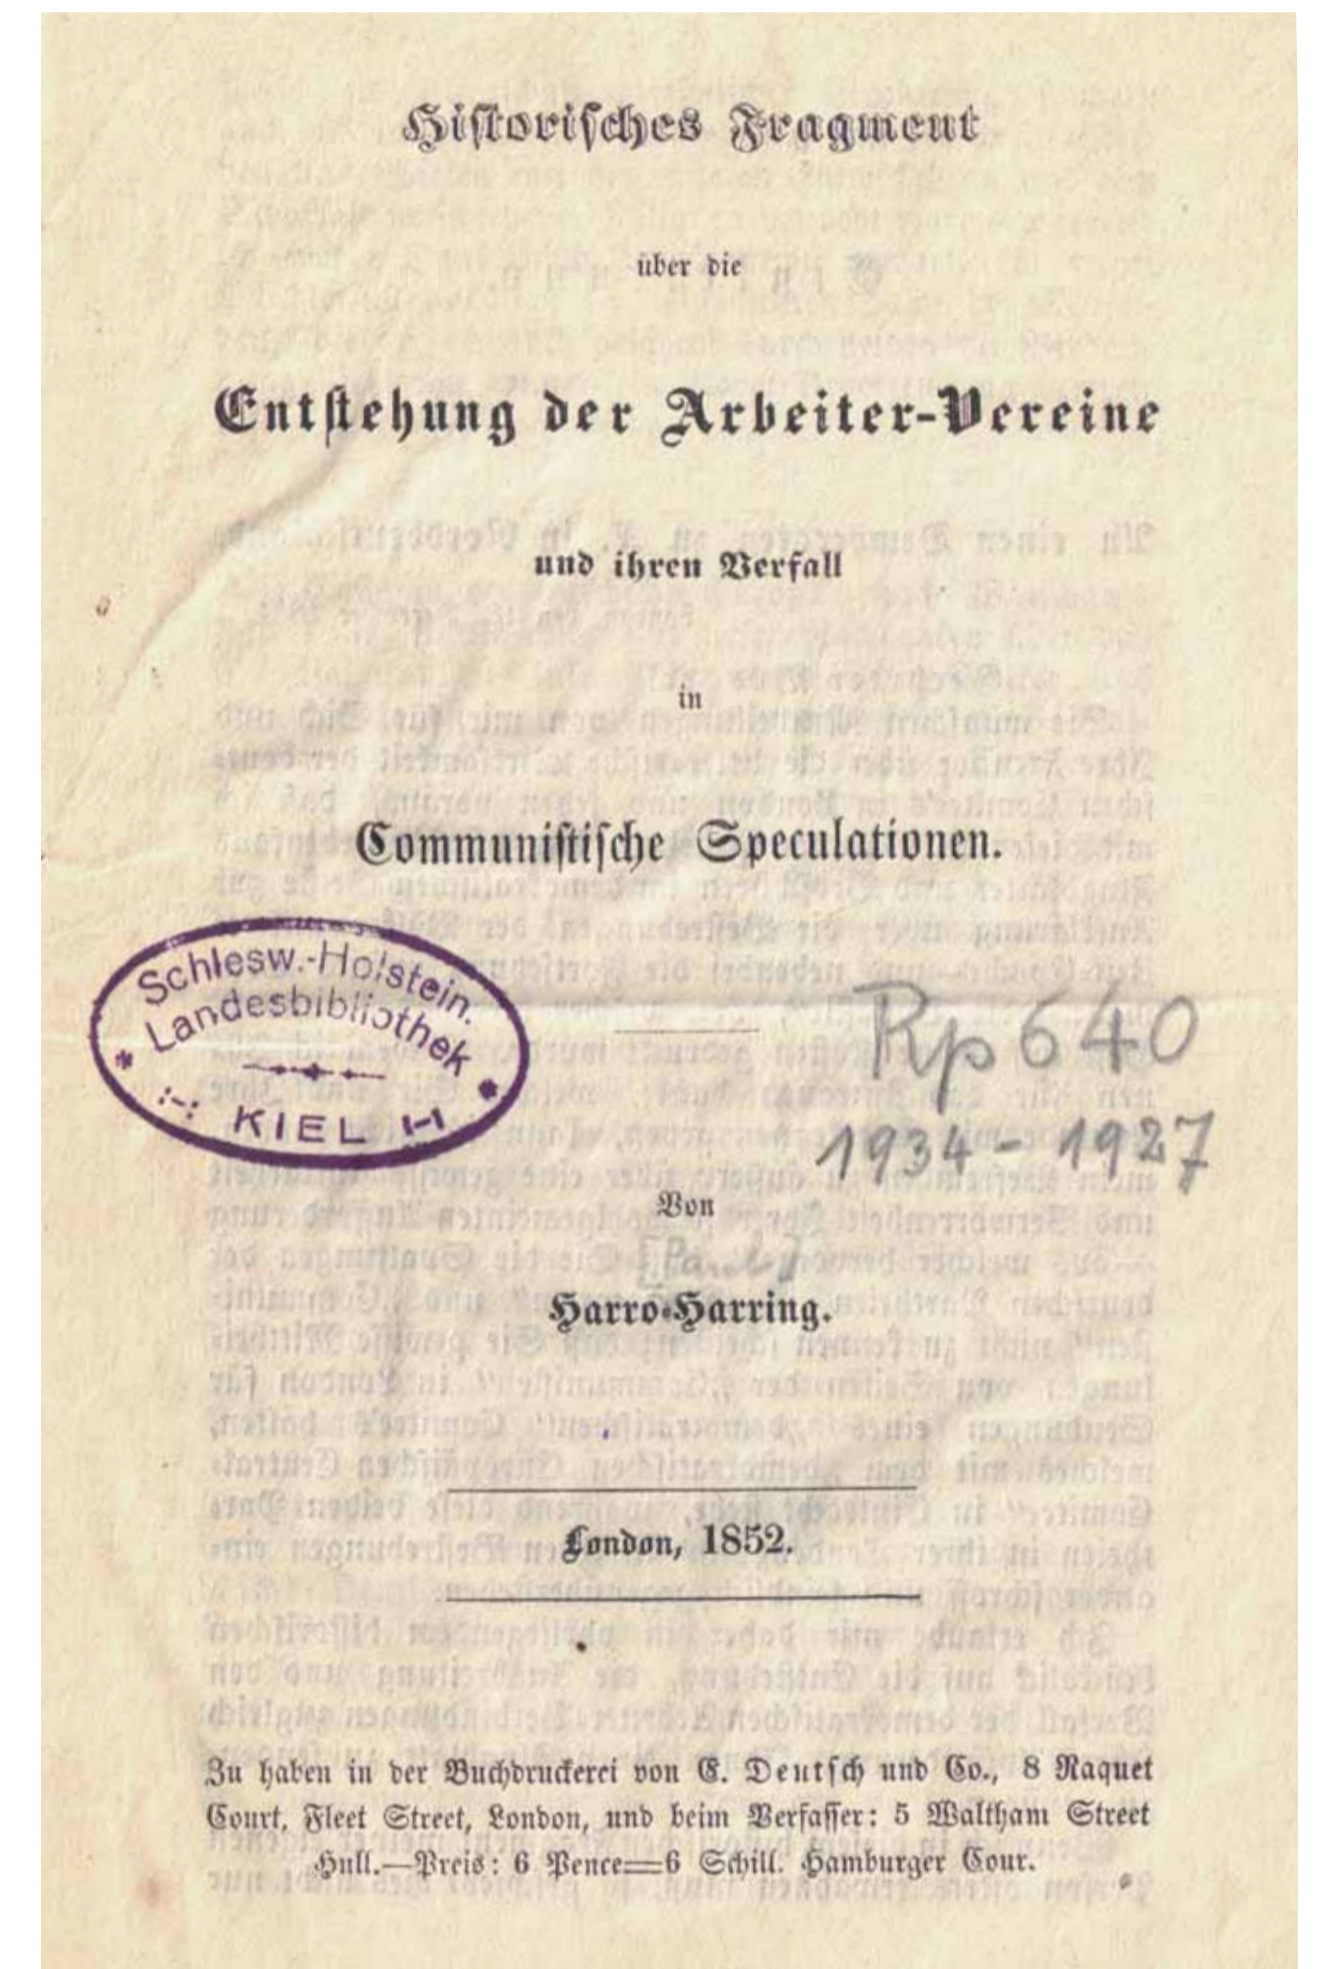 Historisches Fragment
über die
Entstehung der Arbeiter-Vereine
und ihren Verfall
in
Communistische Speculationen.
Schlesw.-Holstein.
Landesbibliothek
KIEL
Rp 640
1934-1927
Von
[Paul]
Harro-Harring.
London, 1852.
Zu haben in der Buchdruckerei von E. Deutsch und Co., 8 Raquet
Court, Fleet Street, London, und beim Verfasser: 5 Waltham Street
Hull.—Preis: 6 Pence=6 Schill. Hamburger Cour.